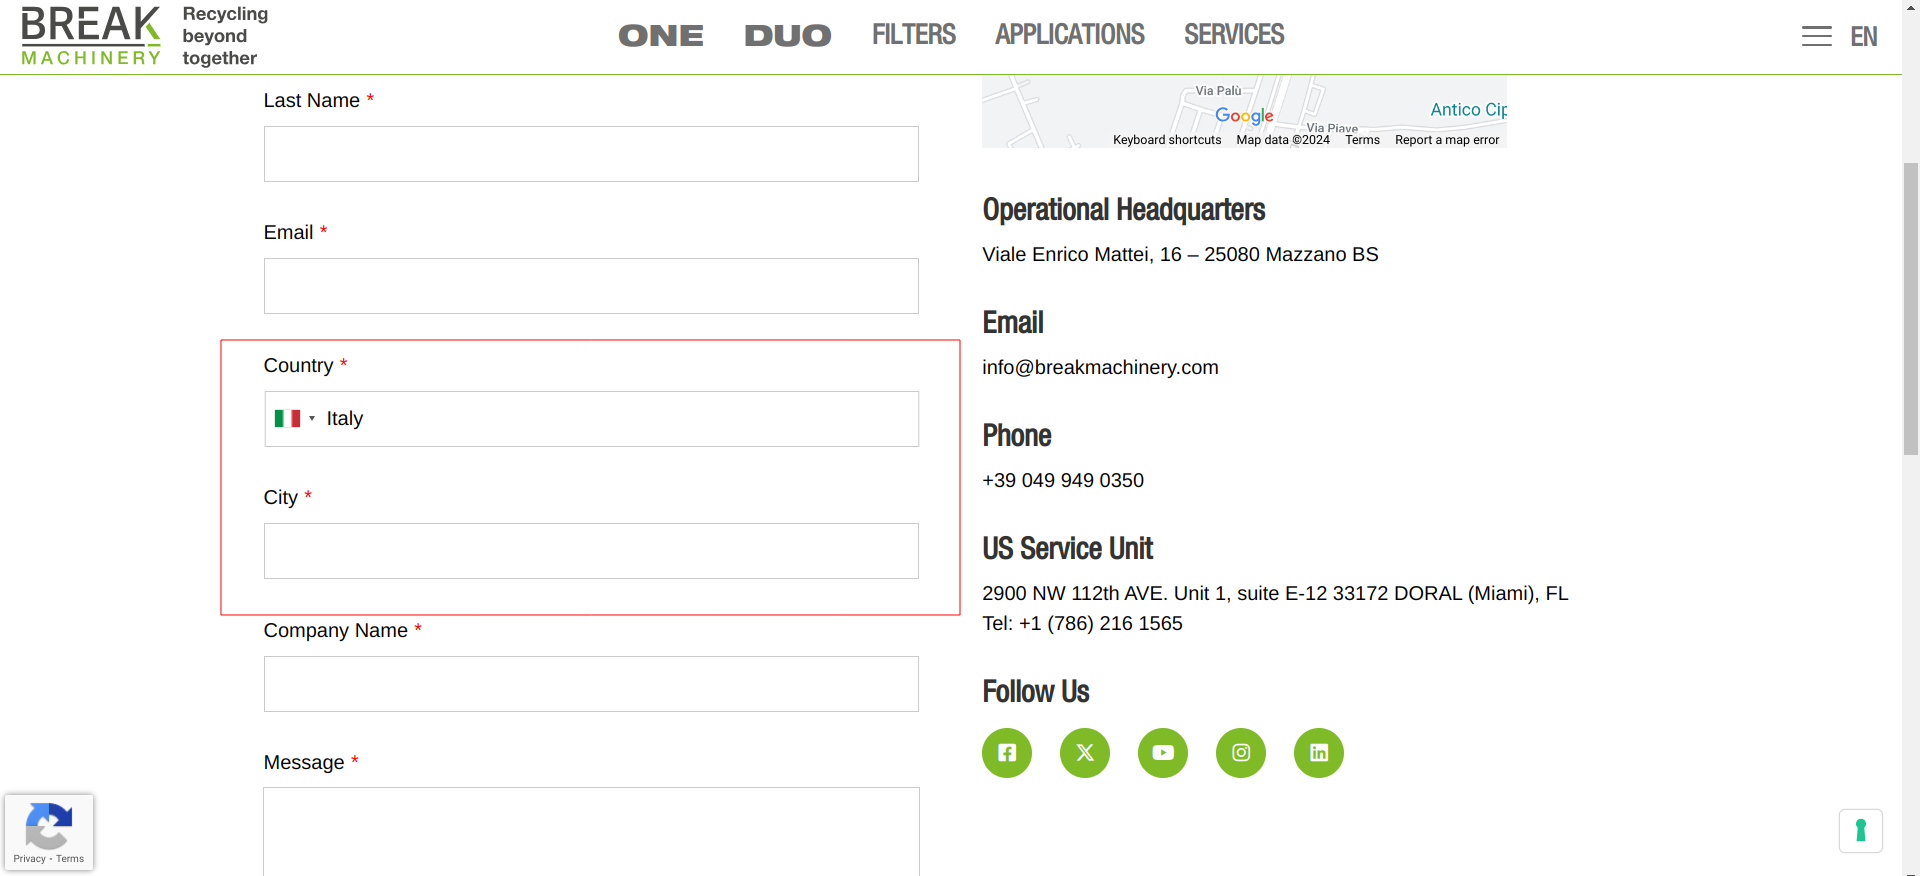 BREAK
MACHINERY
Recycling
beyond
together
ONE
DUO
FILTERS
APPLICATIONS
SERVICES
EN
Last Name *
Email *
Country *
Italy
City *
Company Name *
Message *
Via Palù
Google
Antico Cip
Via Piave
Keyboard shortcuts
Map data ©2024
Terms
Report a map error
Operational Headquarters
Viale Enrico Mattei, 16 – 25080 Mazzano BS
Email
info@breakmachinery.com
Phone
+39 049 949 0350
US Service Unit
2900 NW 112th AVE. Unit 1, suite E-12 33172 DORAL (Miami), FL
Tel: +1 (786) 216 1565
Follow Us
Privacy - Terms